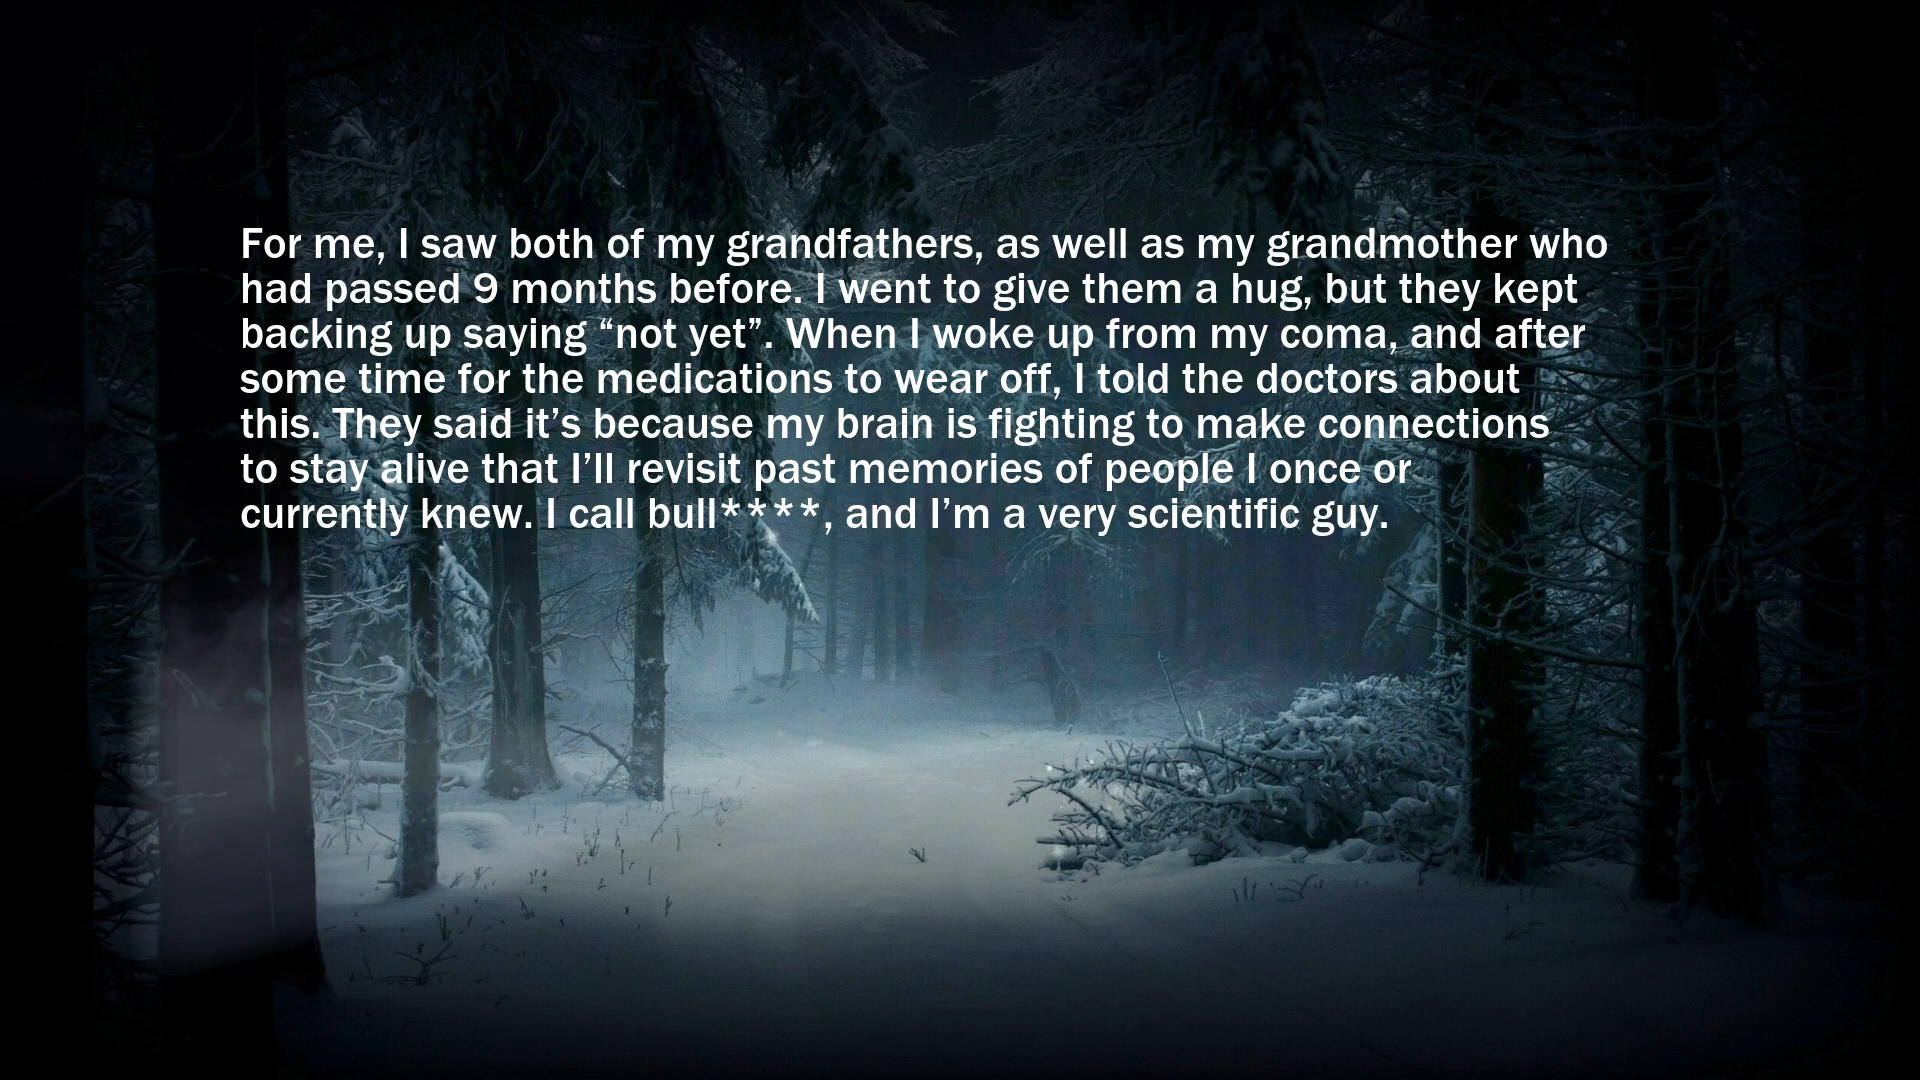 For me, I saw both of my grandfathers, as well as my grandmother who
had passed 9 months before. I went to give them a hug, but they kept
backing up saying “not yet”. When I woke up from my coma, and after
some time for the medications to wear off, I told the doctors about
this. They said it’s because my brain is fighting to make connections
to stay alive that I’ll revisit past memories of people I once or
currently knew. I call bull****, and I’m a very scientific guy.